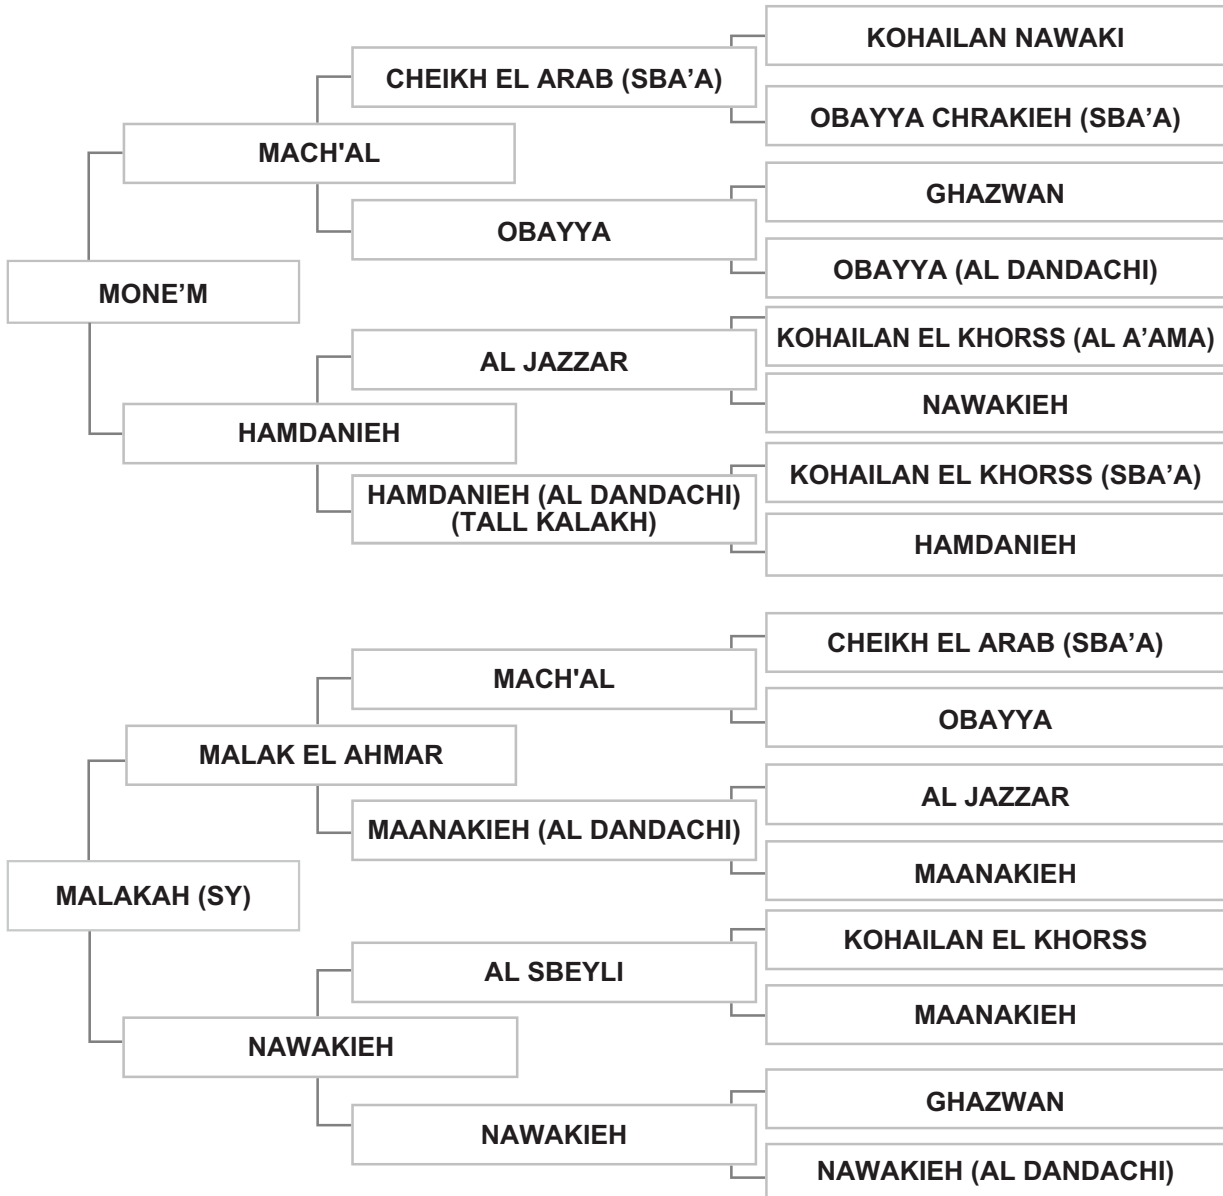 KOHAILAN NAWAKI
CHEIKH EL ARAB (SBA’A)
OBAYYA CHRAKIEH (SBA’A)
MACH'AL
GHAZWAN
OBAYYA
OBAYYA (AL DANDACHI)
MONE’M
KOHAILAN EL KHORSS (AL A’AMA)
AL JAZZAR
NAWAKIEH
HAMDANIEH
KOHAILAN EL KHORSS (SBA’A)
HAMDANIEH (AL DANDACHI)
(TALL KALAKH)
HAMDANIEH
CHEIKH EL ARAB (SBA’A)
MACH'AL
OBAYYA
MALAK EL AHMAR
AL JAZZAR
MAANAKIEH (AL DANDACHI)
MAANAKIEH
MALAKAH (SY)
KOHAILAN EL KHORSS
AL SBEYLI
MAANAKIEH
NAWAKIEH
GHAZWAN
NAWAKIEH
NAWAKIEH (AL DANDACHI)